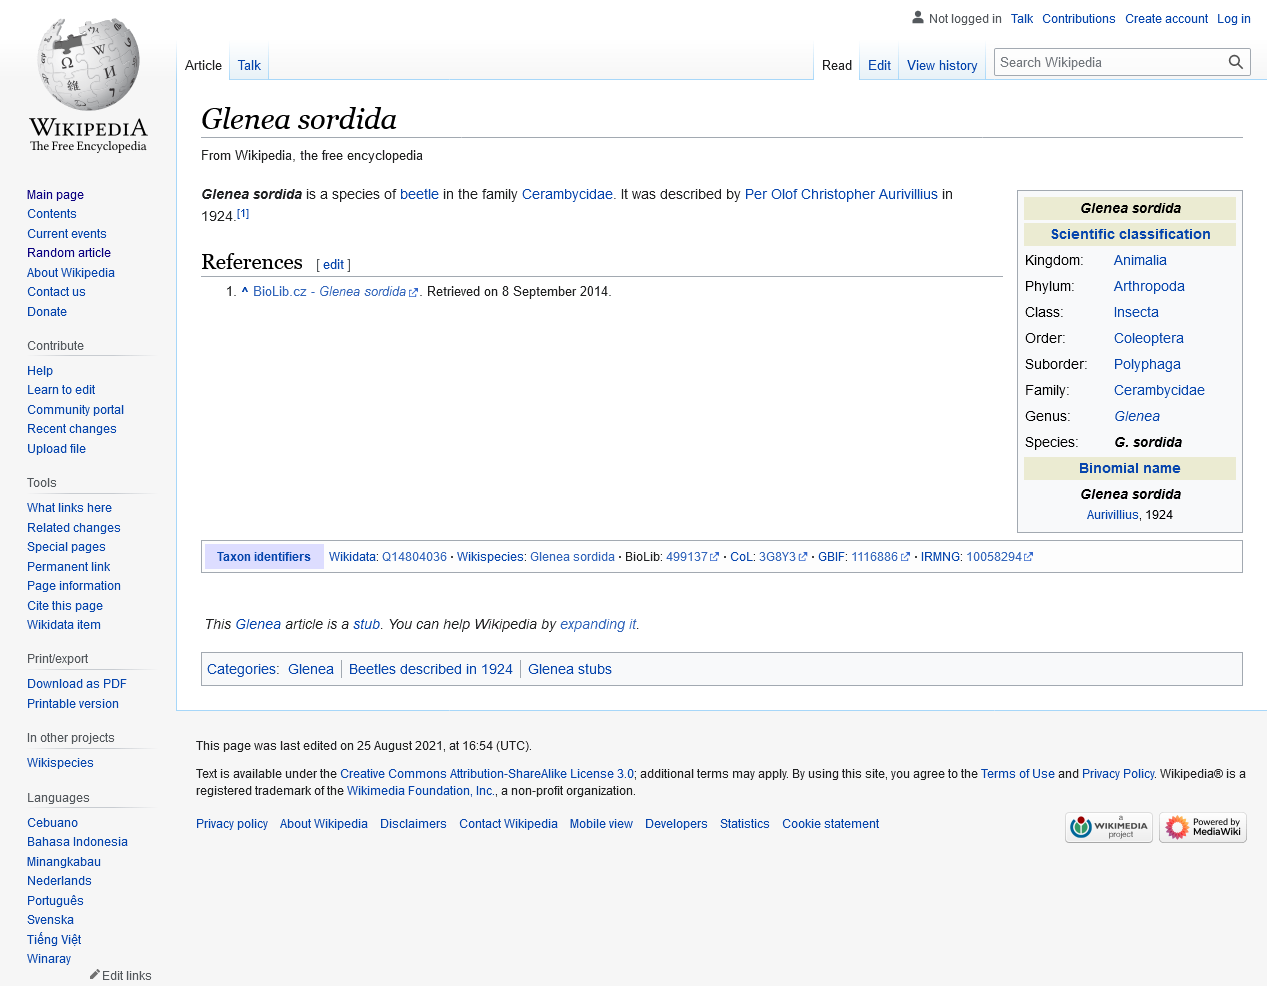 Not logged in Talk Contributions Create account Log in
Article Talk Read Edit View history Search Wikipedia
WIKIPEDIA
The Free Encyclopedia
Main page
Contents
Current events
Random article
About Wikipedia
Contact us
Donate
Contribute
Help
Learn to edit
Community portal
Recent changes
Upload file
Tools
What links here
Related changes
Special pages
Permanent link
Page information
Cite this page
Wikidata item
Print/export
Download as PDF
Printable version
In other projects
Wikispecies
Languages
Cebuano
Bahasa Indonesia
Minangkabau
Nederlands
Português
Svenska
Tiếng Việt
Winaray
Edit links
Glenea sordida
From Wikipedia, the free encyclopedia
Glenea sordida is a species of beetle in the family Cerambycidae. It was described by Per Olof Christopher Aurivillius in
1924.[1]
References [ edit ]
1. ^ BioLib.cz - Glenea sordida. Retrieved on 8 September 2014.
Glenea sordida
Scientific classification
Kingdom: Animalia
Phylum: Arthropoda
Class: Insecta
Order: Coleoptera
Suborder: Polyphaga
Family: Cerambycidae
Genus: Glenea
Species: G. sordida
Binomial name
Glenea sordida
Aurivillius, 1924
Taxon identifiers Wikidata: Q14804036 · Wikispecies: Glenea sordida · BioLib: 499137 · CoL: 3G8Y3 · GBIF: 1116886 · IRMNG: 10058294
This Glenea article is a stub. You can help Wikipedia by expanding it.
Categories: Glenea Beetles described in 1924 Glenea stubs
This page was last edited on 25 August 2021, at 16:54 (UTC).
Text is available under the Creative Commons Attribution-ShareAlike License 3.0; additional terms may apply. By using this site, you agree to the Terms of Use and Privacy Policy. Wikipedia® is a
registered trademark of the Wikimedia Foundation, Inc., a non-profit organization.
Privacy policy About Wikipedia Disclaimers Contact Wikipedia Mobile view Developers Statistics Cookie statement
a
WIKIMEDIA
project
Powered by
MediaWiki